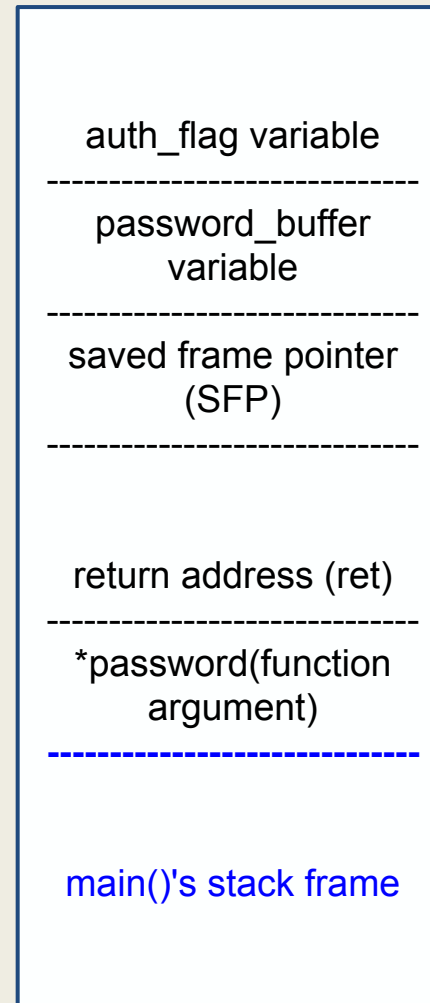 auth_flag variable
------------------------------
password_buffer
variable
------------------------------
saved frame pointer
(SFP)
------------------------------
return address (ret)
------------------------------
*password(function
argument)
------------------------------
main()'s stack frame